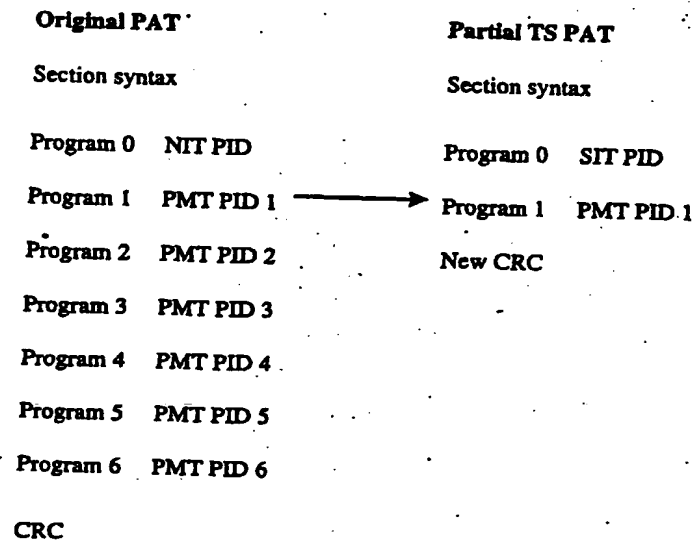 Original PAT
Section syntax
Program 0 NIT PID
Program 1 PMT PID 1
Program 2 PMT PID 2
Program 3 PMT PID 3
Program 4 PMT PID 4
Program 5 PMT PID 5
Program 6 PMT PID 6
CRC
Partial TS PAT
Section syntax
Program 0 SIT PID
Program 1 PMT PID 1
New CRC